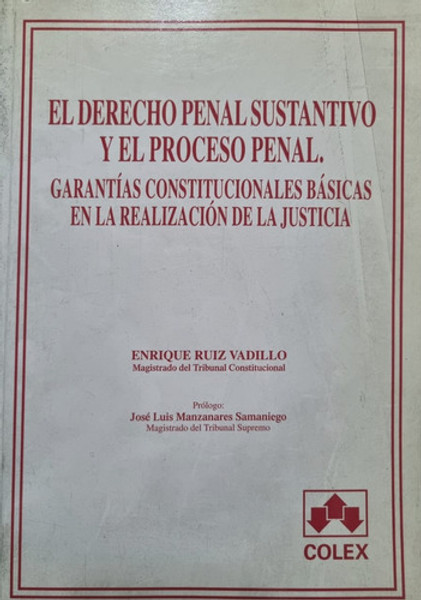 EL DERECHO PENAL SUSTANTIVO
Y EL PROCESO PENAL.
GARANTÍAS CONSTITUCIONALES BÁSICAS
EN LA REALIZACIÓN DE LA JUSTICIA
ENRIQUE RUIZ VADILLO
Magistrado del Tribunal Constitucional
Prólogo:
José Luis Manzanares Samaniego
Magistrado del Tribunal Supremo
COLEX